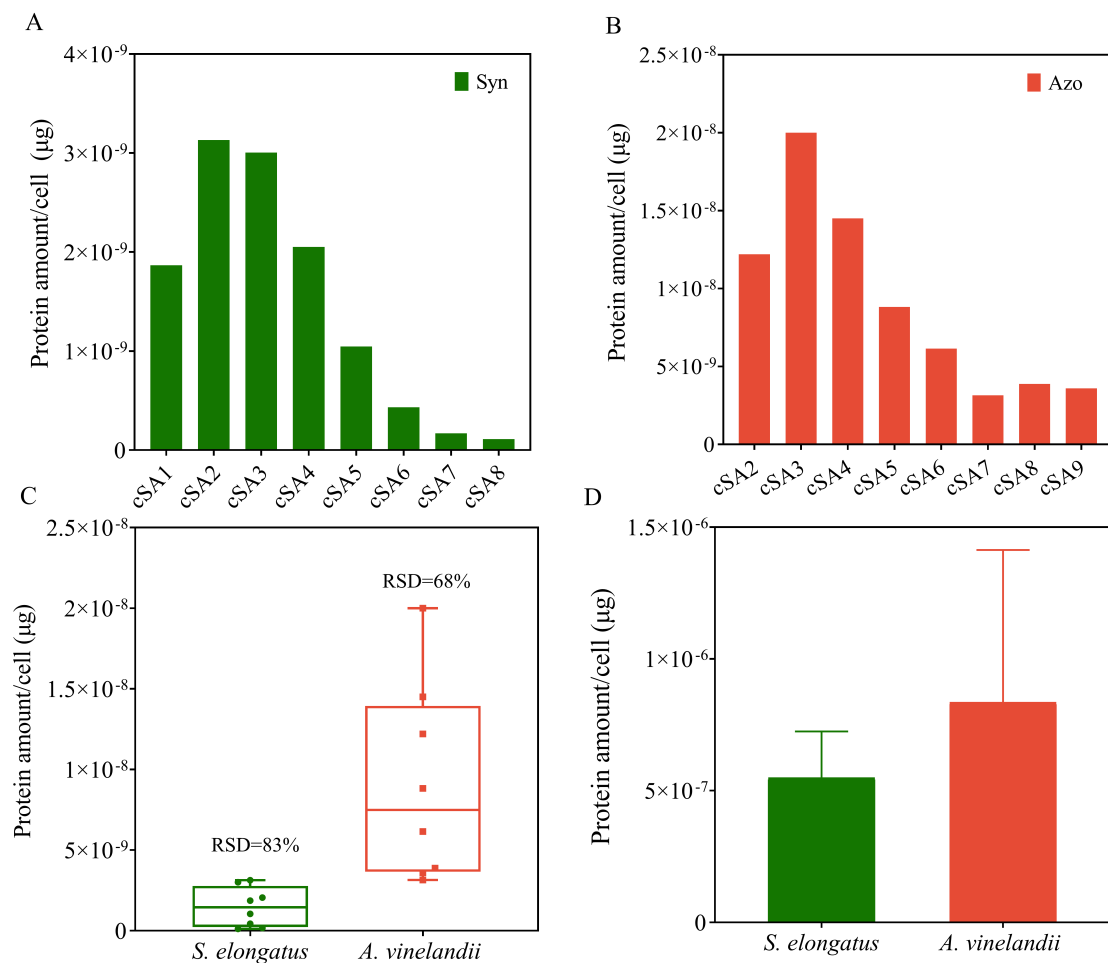 A
Protein amount/cell (μg)
4×10⁻⁹
3×10⁻⁹
2×10⁻⁹
1×10⁻⁹
0
Syn
cSA1 cSA2 cSA3 cSA4 cSA5 cSA6 cSA7 cSA8
B
Protein amount/cell (μg)
2.5×10⁻⁸
2×10⁻⁸
1.5×10⁻⁸
1×10⁻⁸
5×10⁻⁹
0
Azo
cSA2 cSA3 cSA4 cSA5 cSA6 cSA7 cSA8 cSA9
C
Protein amount/cell (μg)
2.5×10⁻⁸
2×10⁻⁸
1.5×10⁻⁸
1×10⁻⁸
5×10⁻⁹
0
RSD=83%
RSD=68%
S. elongatus A. vinelandii
D
Protein amount/cell (μg)
1.5×10⁻⁶
1×10⁻⁶
5×10⁻⁷
0
S. elongatus A. vinelandii